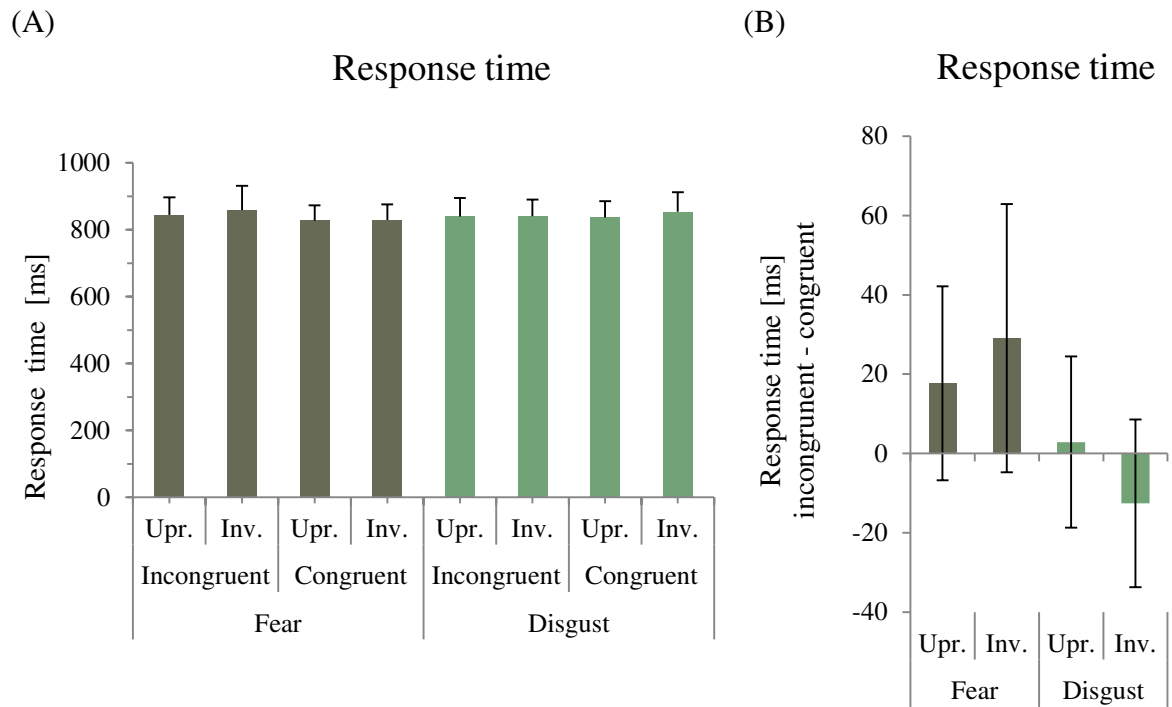 (A)
Response time
Response time [ms]
1000
800
600
400
200
0
Upr. Inv. Upr. Inv. Upr. Inv. Upr. Inv.
Incongruent Congruent Incongruent Congruent
Fear Disgust
(B)
Response time
Response time [ms]
incongrunent - congruent
80
60
40
20
0
-20
-40
Upr. Inv. Upr. Inv.
Fear Disgust